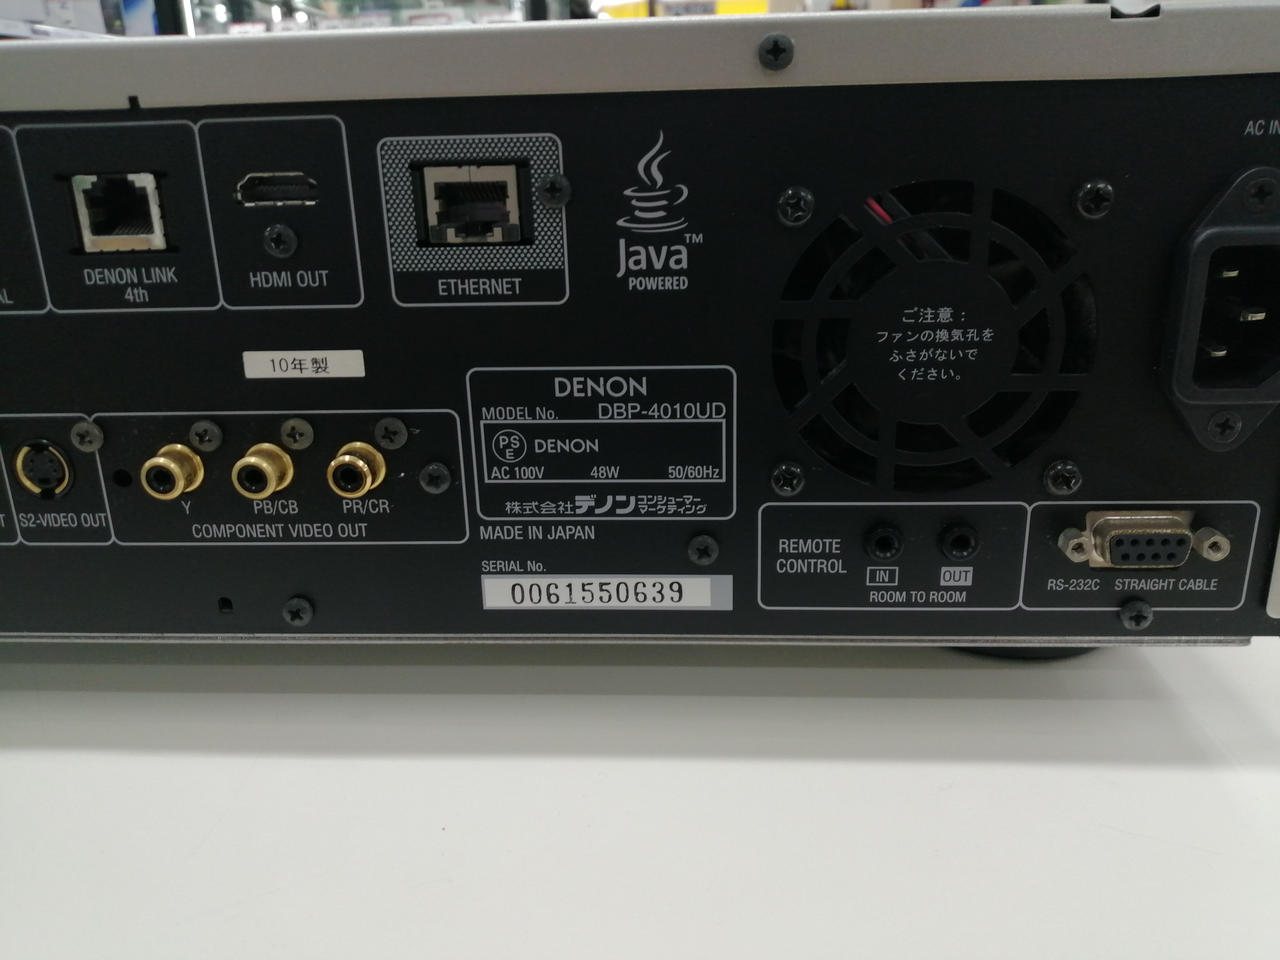 AC IN
DENON LINK
4th
HDMI OUT
ETHERNET
Java™
POWERED
AL
ご注意：
ファンの換気孔を
ふさがないで
ください。
10年製
DENON
MODEL No. DBP-4010UD
PS
E
DENON
AC 100V 48W 50/60Hz
株式会社デノン コンシューマー
マーケティング
MADE IN JAPAN
SERIAL No.
0061550639
T
S2-VIDEO OUT
Y PB/CB PR/CR
COMPONENT VIDEO OUT
REMOTE
CONTROL
IN OUT
ROOM TO ROOM
RS-232C STRAIGHT CABLE